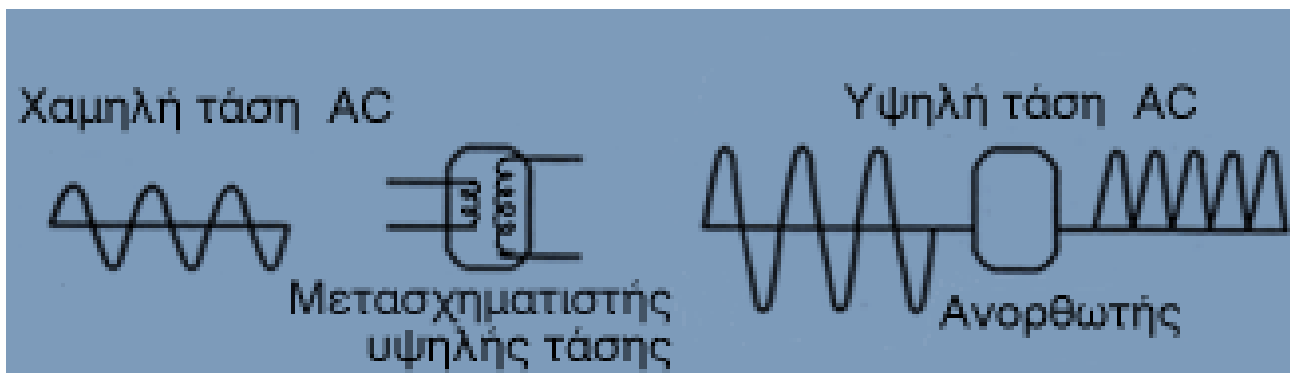 Χαμηλή τάση AC
Υψηλή τάση AC
Μετασχηματιστής
υψηλής τάσης
Ανορθωτής